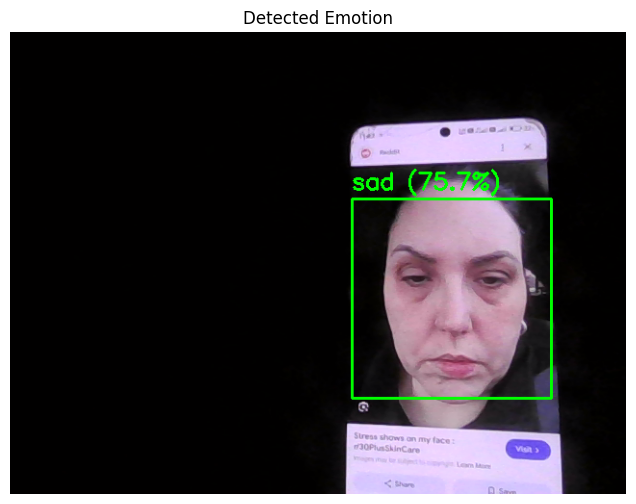 Detected Emotion
Reddit
sad (75.7%)
Stress shows on my face :
r/30PlusSkinCare
Images may be subject to copyright. Learn More
Visit >
Share
Save